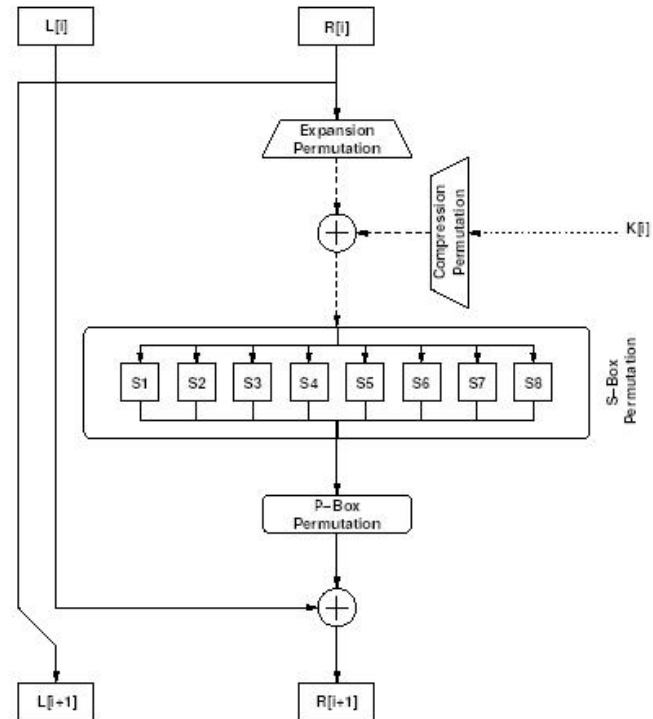 L[i]
R[i]
Expansion
Permutation
Compression
Permutation
K[i]
S1
S2
S3
S4
S5
S6
S7
S8
S-Box
Permutation
P-Box
Permutation
L[i+1]
R[i+1]